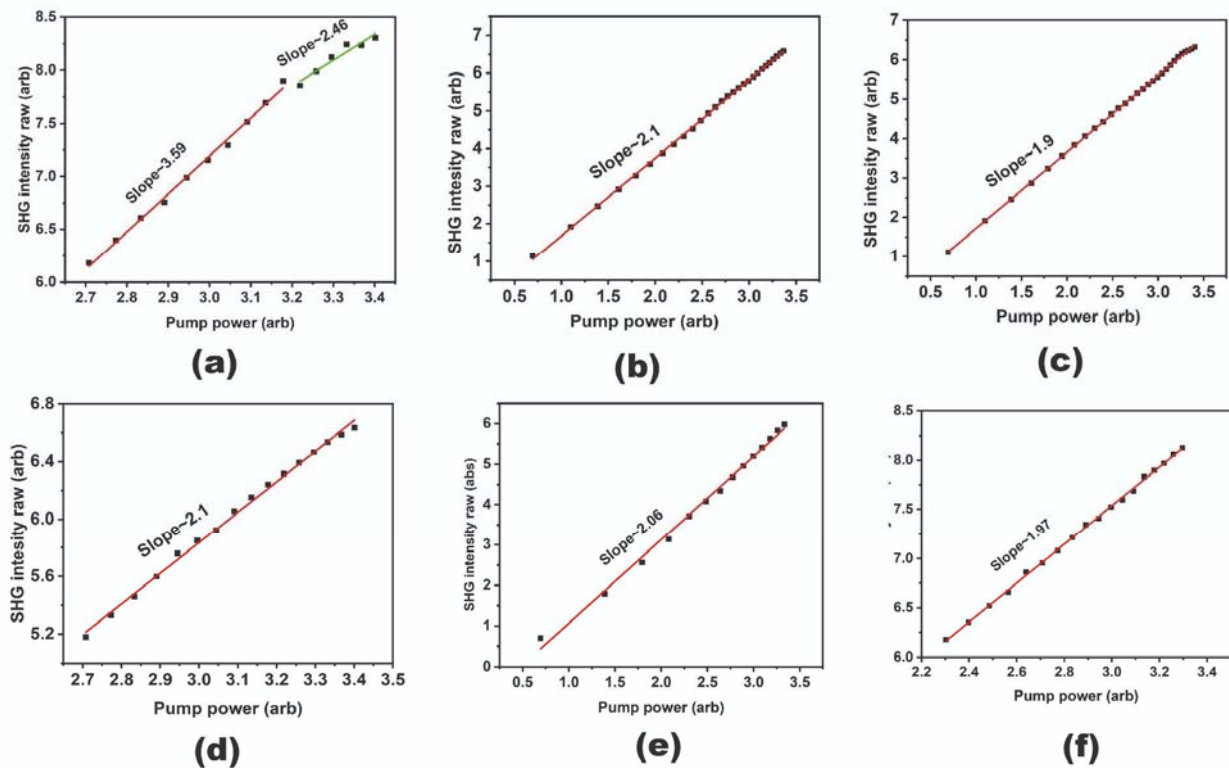 8.5
8.0
7.5
7.0
6.5
6.0
SHG intensity raw (arb)
Slope~3.59
Slope~2.46
2.7 2.8 2.9 3.0 3.1 3.2 3.3 3.4
Pump power (arb)
(a)
7
6
5
4
3
2
1
0
SHG intesity raw (arb)
Slope~2.1
0.5 1.0 1.5 2.0 2.5 3.0 3.5
Pump power (arb)
(b)
7
6
5
4
3
2
1
SHG intesity raw (arb)
Slope~1.9
0.5 1.0 1.5 2.0 2.5 3.0 3.5
Pump power (arb)
(c)
6.8
6.4
6.0
5.6
5.2
SHG intesity raw (arb)
Slope~2.1
2.7 2.8 2.9 3.0 3.1 3.2 3.3 3.4 3.5
Pump power (arb)
(d)
6
5
4
3
2
1
0
SHG intensity raw (abs)
Slope~2.06
0.5 1.0 1.5 2.0 2.5 3.0 3.5
Pump power (arb)
(e)
8.5
8.0
7.5
7.0
6.5
6.0
Slope~1.97
2.2 2.4 2.6 2.8 3.0 3.2 3.4
Pump power (arb)
(f)